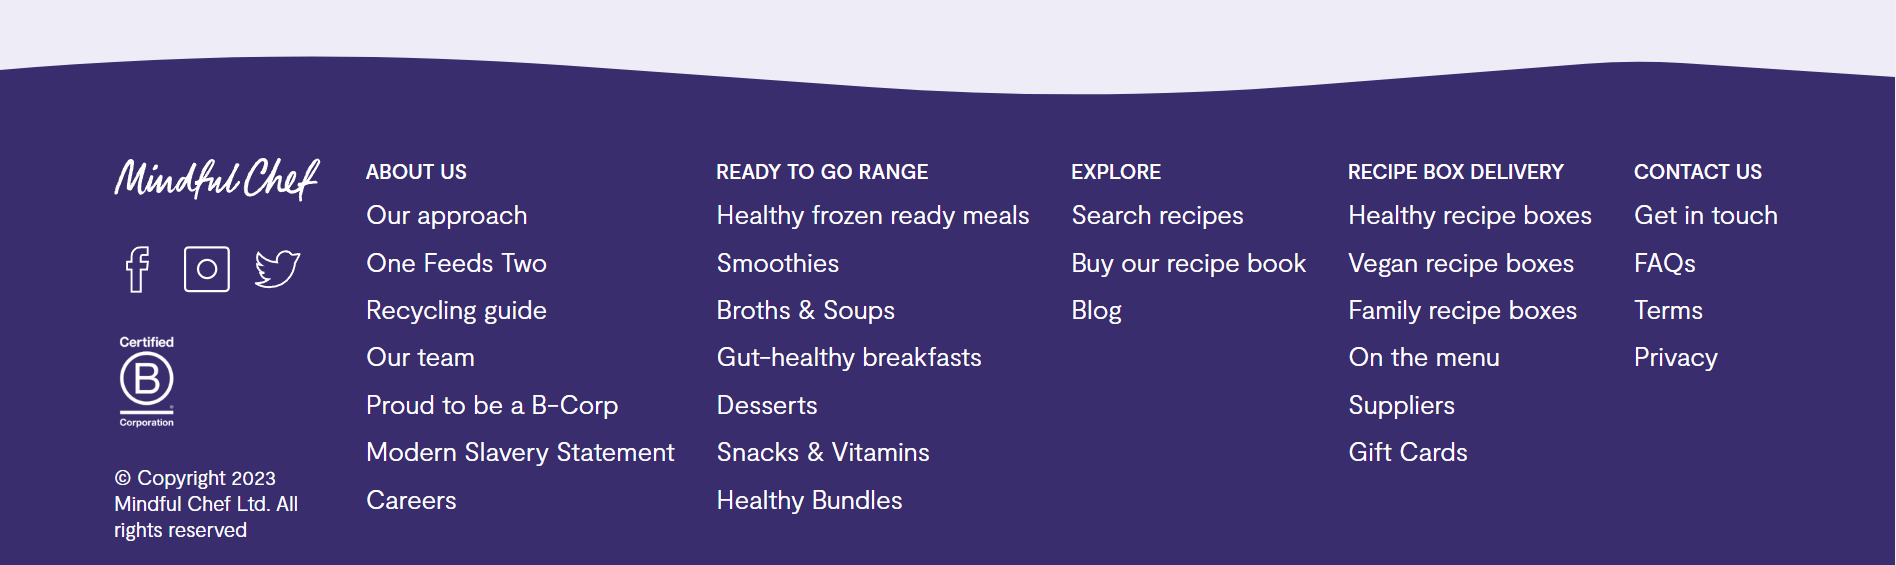 Mindful Chef
Certified
B
Corporation
© Copyright 2023
Mindful Chef Ltd. All
rights reserved
ABOUT US
Our approach
One Feeds Two
Recycling guide
Our team
Proud to be a B-Corp
Modern Slavery Statement
Careers
READY TO GO RANGE
Healthy frozen ready meals
Smoothies
Broths & Soups
Gut-healthy breakfasts
Desserts
Snacks & Vitamins
Healthy Bundles
EXPLORE
Search recipes
Buy our recipe book
Blog
RECIPE BOX DELIVERY
Healthy recipe boxes
Vegan recipe boxes
Family recipe boxes
On the menu
Suppliers
Gift Cards
CONTACT US
Get in touch
FAQs
Terms
Privacy